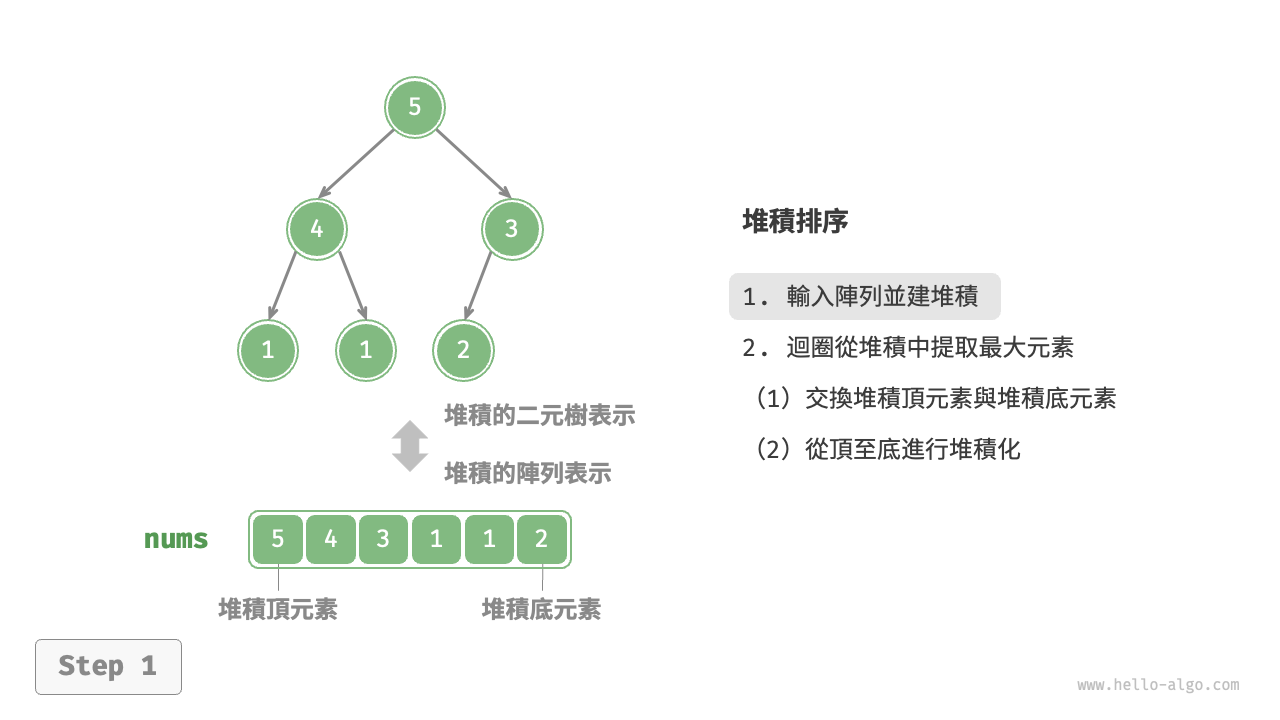 5
4 3
1 1 2
堆積的二元樹表示
堆積的陣列表示
nums 5 4 3 1 1 2
堆積頂元素 堆積底元素
Step 1
堆積排序
1. 輸入陣列並建堆積
2. 迴圈從堆積中提取最大元素
（1）交換堆積頂元素與堆積底元素
（2）從頂至底進行堆積化
www.hello-algo.com